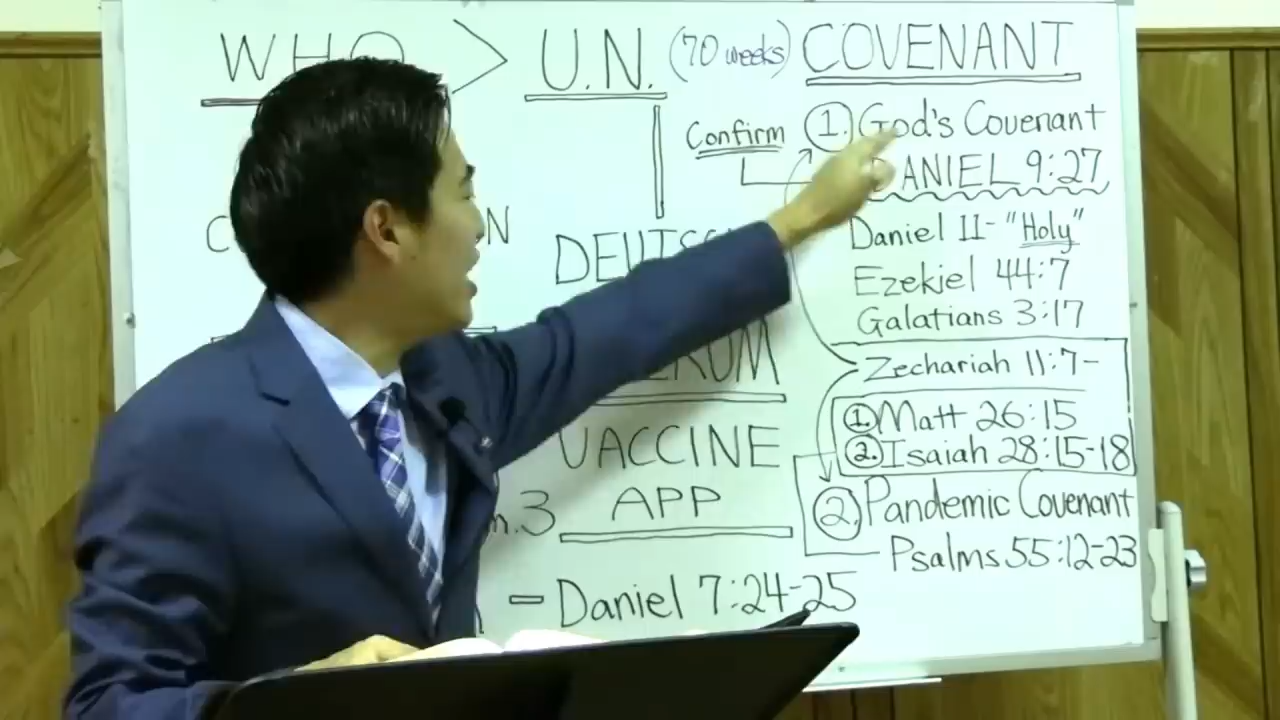 WHO > U.N. (70 weeks) COVENANT
Confirm 1. God's Covenant
DANIEL 9:27
Daniel 11- "Holy"
Ezekiel 44:7
Galatians 3:17
Zechariah 11:7-
1. Matt 26:15
2. Isaiah 28:15-18
2. Pandemic Covenant
Psalms 55:12-23
VACCINE
APP
- Daniel 7:24-25